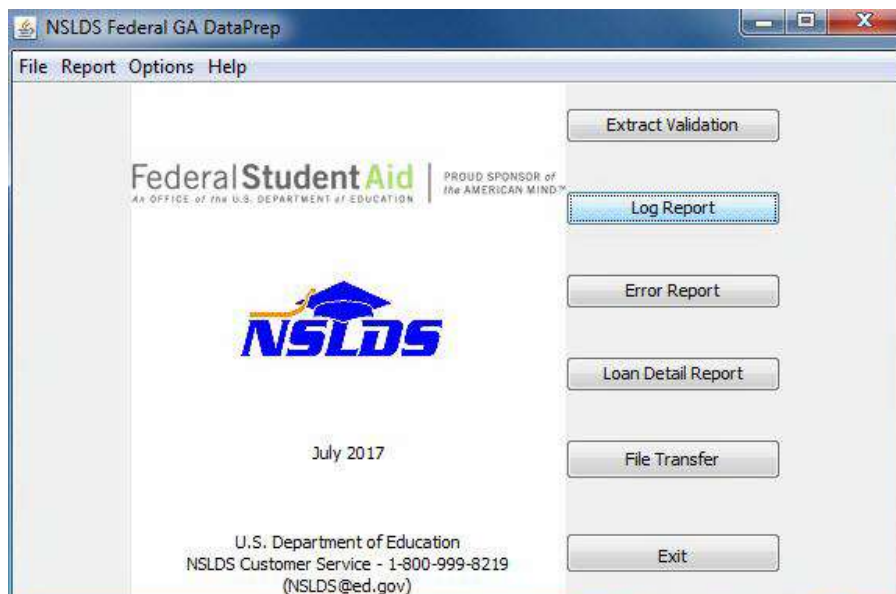 NSLDS Federal GA DataPrep
File Report Options Help
Extract Validation
Federal Student Aid
An OFFICE of the U.S. DEPARTMENT of EDUCATION
PROUD SPONSOR of
the AMERICAN MIND™
Log Report
Error Report
NSLDS
Loan Detail Report
July 2017
File Transfer
U.S. Department of Education
NSLDS Customer Service - 1-800-999-8219
(NSLDS@ed.gov)
Exit